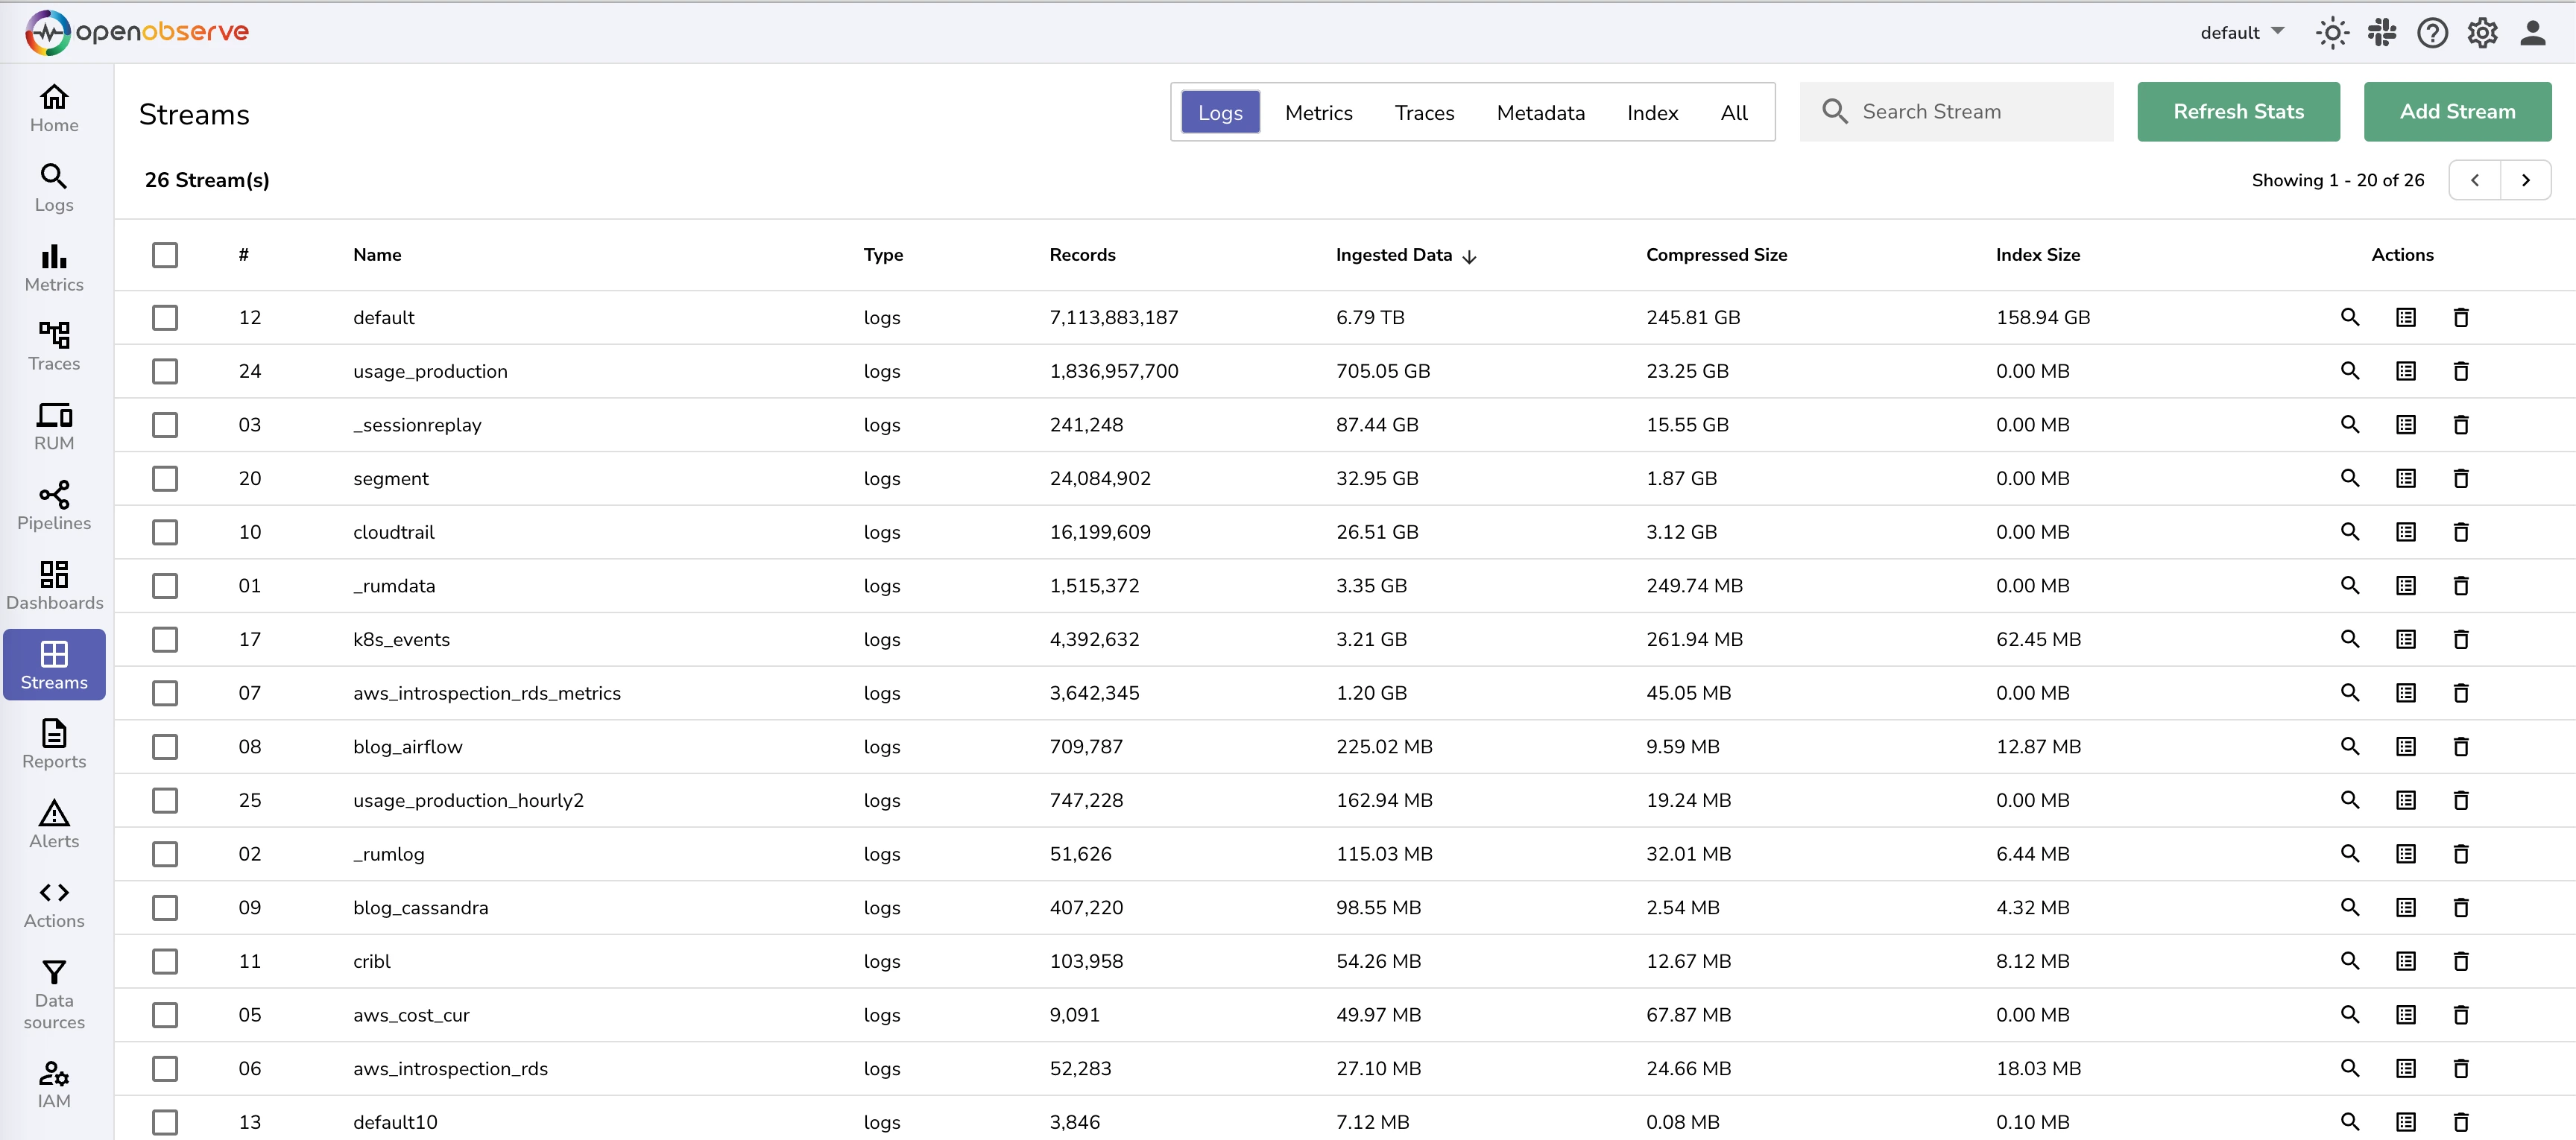 openobserve
default
Home
Logs
Metrics
Traces
RUM
Pipelines
Dashboards
Streams
Reports
Alerts
Actions
Data
sources
IAM
Streams
Logs Metrics Traces Metadata Index All
Search Stream
Refresh Stats
Add Stream
26 Stream(s)
Showing 1 - 20 of 26
# Name Type Records Ingested Data Compressed Size Index Size Actions
12 default logs 7,113,883,187 6.79 TB 245.81 GB 158.94 GB
24 usage_production logs 1,836,957,700 705.05 GB 23.25 GB 0.00 MB
03 _sessionreplay logs 241,248 87.44 GB 15.55 GB 0.00 MB
20 segment logs 24,084,902 32.95 GB 1.87 GB 0.00 MB
10 cloudtrail logs 16,199,609 26.51 GB 3.12 GB 0.00 MB
01 _rumdata logs 1,515,372 3.35 GB 249.74 MB 0.00 MB
17 k8s_events logs 4,392,632 3.21 GB 261.94 MB 62.45 MB
07 aws_introspection_rds_metrics logs 3,642,345 1.20 GB 45.05 MB 0.00 MB
08 blog_airflow logs 709,787 225.02 MB 9.59 MB 12.87 MB
25 usage_production_hourly2 logs 747,228 162.94 MB 19.24 MB 0.00 MB
02 _rumlog logs 51,626 115.03 MB 32.01 MB 6.44 MB
09 blog_cassandra logs 407,220 98.55 MB 2.54 MB 4.32 MB
11 cribl logs 103,958 54.26 MB 12.67 MB 8.12 MB
05 aws_cost_cur logs 9,091 49.97 MB 67.87 MB 0.00 MB
06 aws_introspection_rds logs 52,283 27.10 MB 24.66 MB 18.03 MB
13 default10 logs 3,846 7.12 MB 0.08 MB 0.10 MB